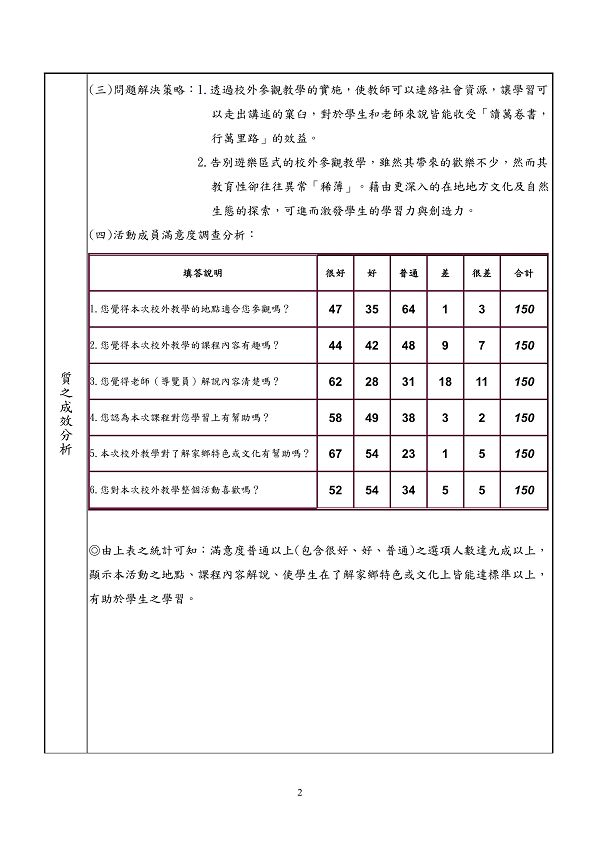 (三)問題解決策略：1.透過校外參觀教學的實施，使教師可以連絡社會資源，讓學習可
以走出講述的窠臼，對於學生和老師來說皆能收受「讀萬卷書，
行萬里路」的效益。
2.告別遊樂區式的校外參觀教學，雖然其帶來的歡樂不少，然而其
教育性卻往往異常「稀薄」。藉由更深入的在地地方文化及自然
生態的探索，可進而激發學生的學習力與創造力。
(四)活動成員滿意度調查分析：
填答說明 很好 好 普通 差 很差 合計
1.您覺得本次校外教學的地點適合您參觀嗎？ 47 35 64 1 3 150
2.您覺得本次校外教學的課程內容有趣嗎？ 44 42 48 9 7 150
3.您覺得老師（導覽員）解說內容清楚嗎？ 62 28 31 18 11 150
4.您認為本次課程對您學習上有幫助嗎？ 58 49 38 3 2 150
5.本次校外教學對了解家鄉特色或文化有幫助嗎？ 67 54 23 1 5 150
6.您對本次校外教學整個活動喜歡嗎？ 52 54 34 5 5 150
質之成效分析
◎由上表之統計可知：滿意度普通以上(包含很好、好、普通)之選項人數達九成以上，
顯示本活動之地點、課程內容解說、使學生在了解家鄉特色或文化上皆能達標準以上，
有助於學生之學習。
2